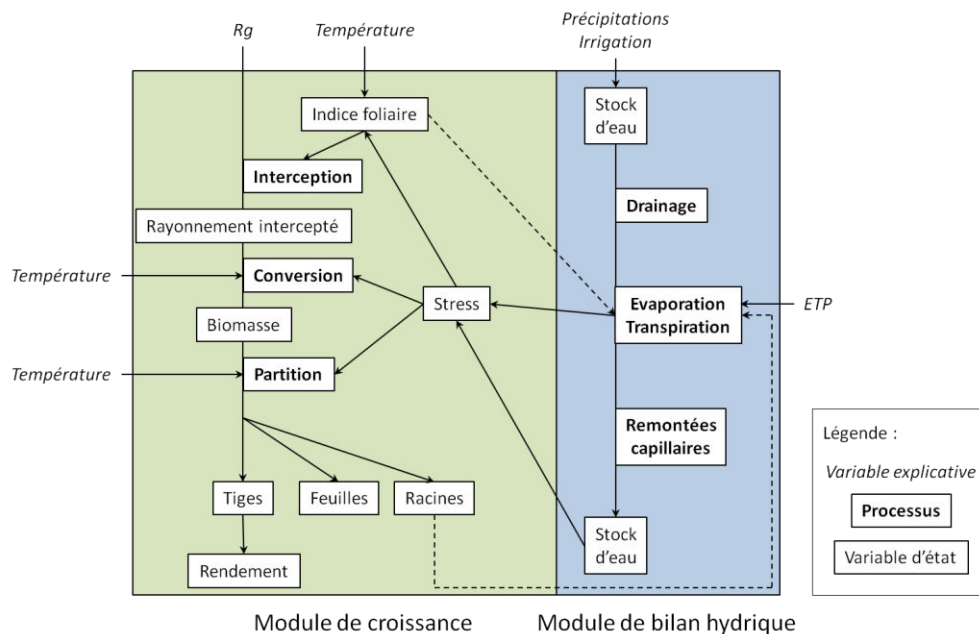 Rg
Température
Précipitations
Irrigation
Indice foliaire
Stock
d'eau
Interception
Drainage
Rayonnement intercepté
Température
Conversion
Stress
Evaporation
Transpiration
ETP
Biomasse
Température
Partition
Remontées
capillaires
Légende :
Variable explicative
Processus
Variable d'état
Tiges
Feuilles
Racines
Stock
d'eau
Rendement
Module de croissance
Module de bilan hydrique